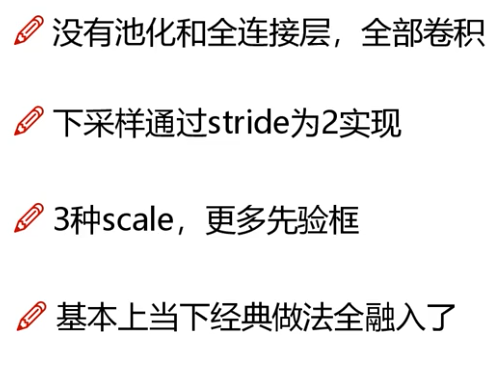 没有池化和全连接层，全部卷积
下采样通过stride为2实现
3种scale，更多先验框
基本上当下经典做法全融入了